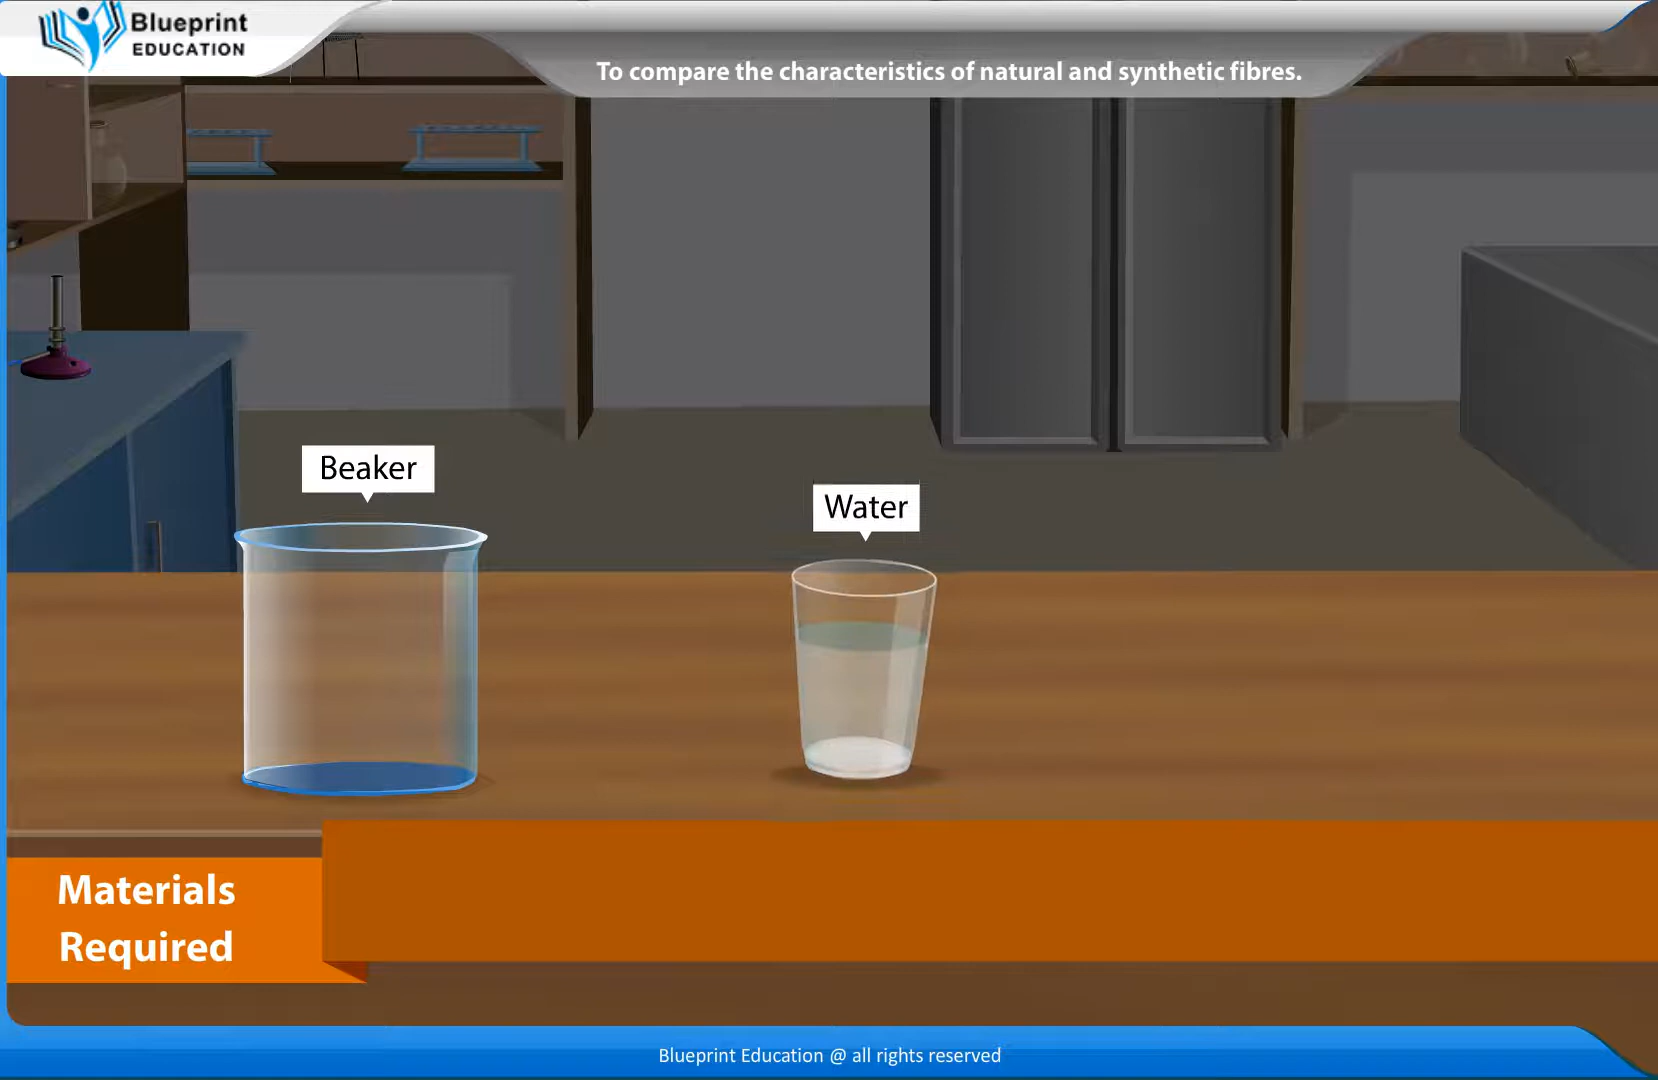 Blueprint
EDUCATION
To compare the characteristics of natural and synthetic fibres.
Beaker
Water
Materials
Required
Blueprint Education @ all rights reserved